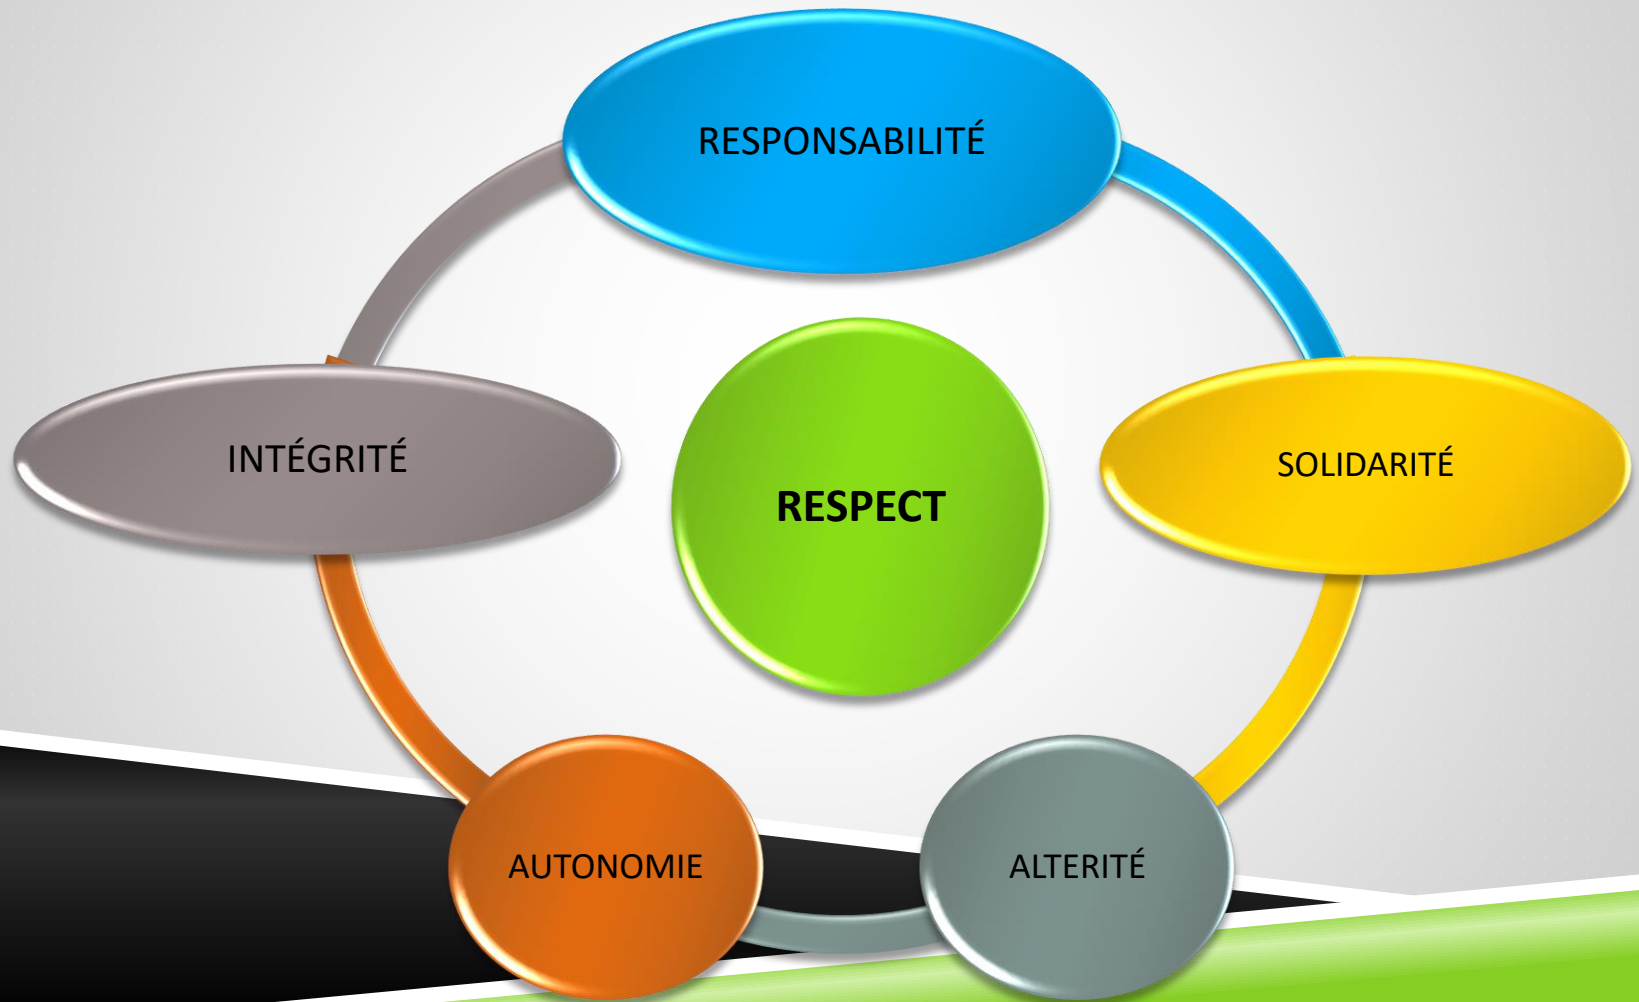 RESPONSABILITÉ
INTÉGRITÉ
SOLIDARITÉ
RESPECT
AUTONOMIE
ALTERITÉ